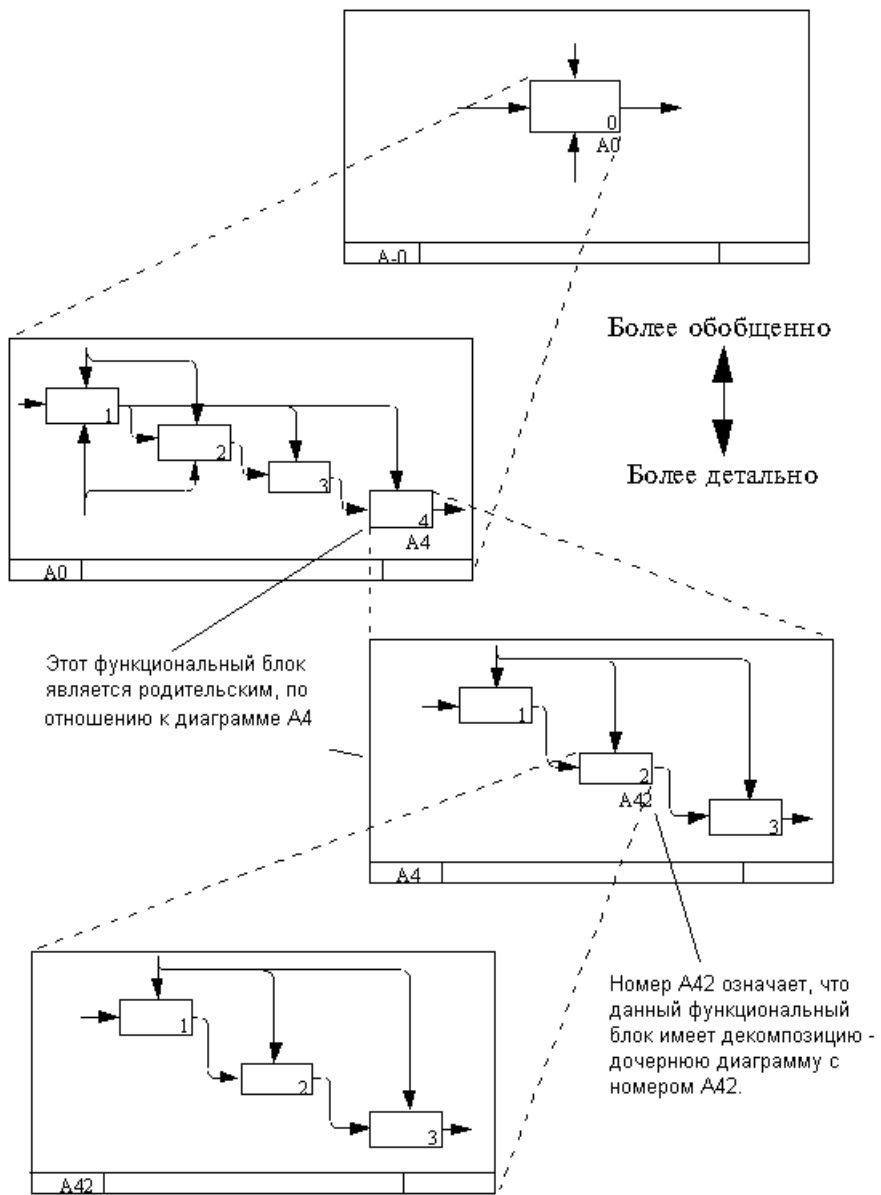 0
A0
A-0
Более обобщенно
Более детально
1
2
3
4
A4
A0
Этот функциональный блок
является родительским, по
отношению к диаграмме A4
1
2
A42
3
A4
Номер A42 означает, что
данный функциональный
блок имеет декомпозицию -
дочернюю диаграмму с
номером A42.
1
2
3
A42